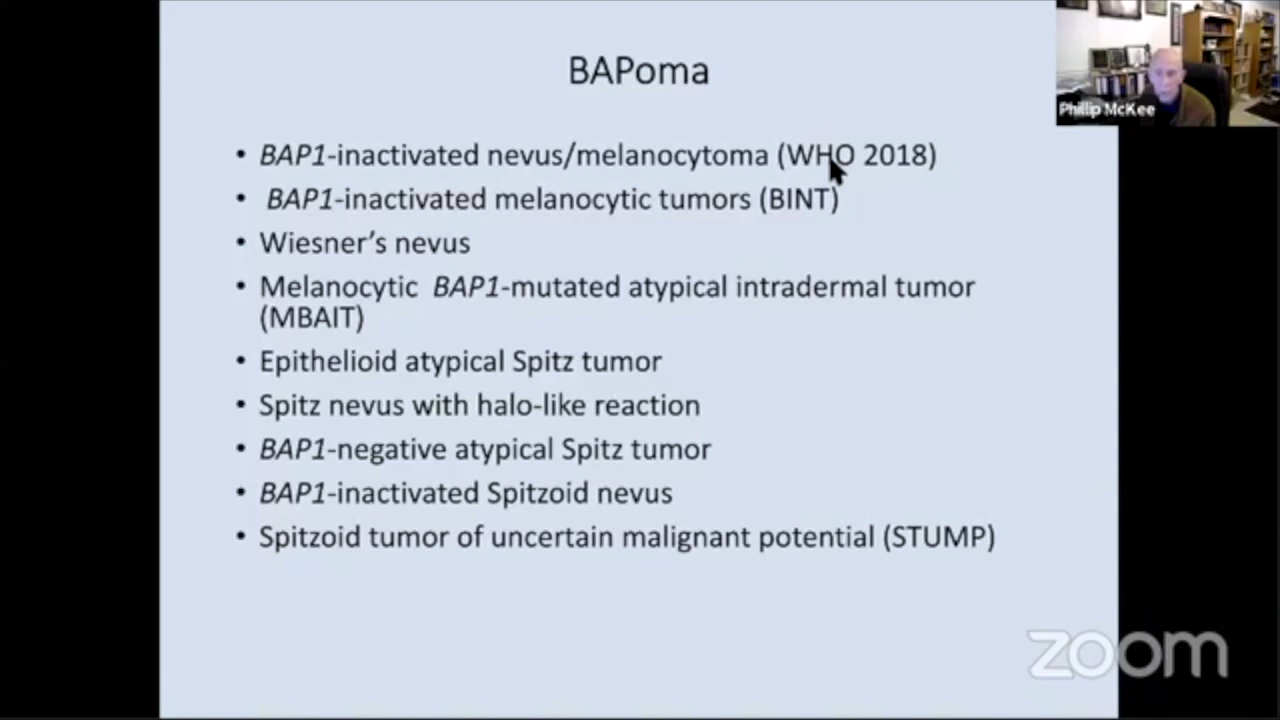 BAPoma
Phillip McKee
• BAP1-inactivated nevus/melanocytoma (WHO 2018)
• BAP1-inactivated melanocytic tumors (BINT)
• Wiesner’s nevus
• Melanocytic BAP1-mutated atypical intradermal tumor
(MBAIT)
• Epithelioid atypical Spitz tumor
• Spitz nevus with halo-like reaction
• BAP1-negative atypical Spitz tumor
• BAP1-inactivated Spitzoid nevus
• Spitzoid tumor of uncertain malignant potential (STUMP)
zoom